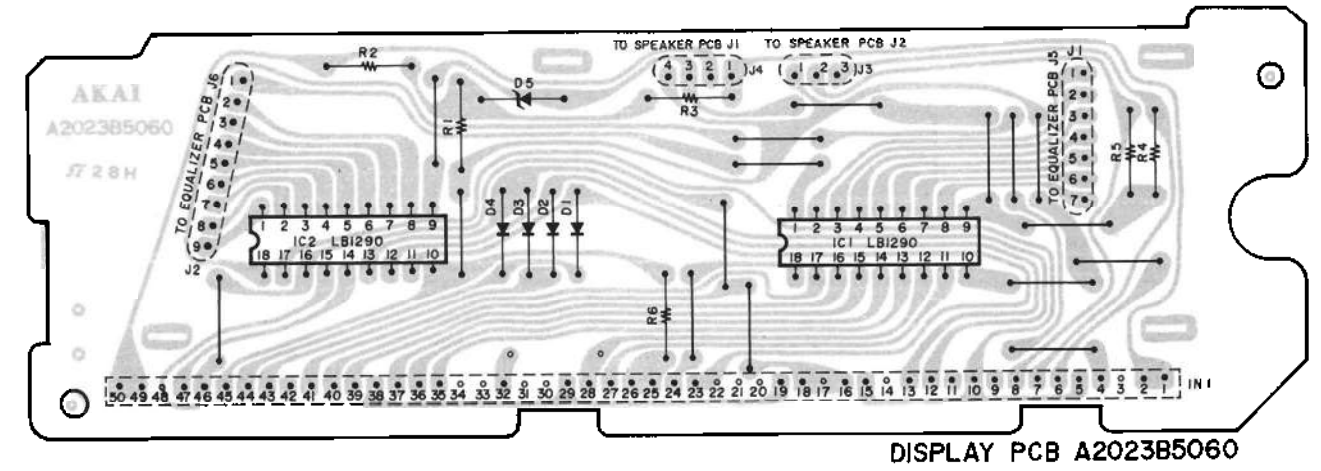 TO SPEAKER PCB J1
TO SPEAKER PCB J2
4 3 2 1 J4
1 2 3 J3
J1
1
2
3
4
5
6
7
TO EQUALIZER PCB J5
TO EQUALIZER PCB J6
1
2
3
4
5
6
7
8
9
J2
AKAI
A2023B5060
R2
R1
D5
R3
R5
R4
D4
D3
D2
D1
1 2 3 4 5 6 7 8 9
IC2 LB1290
18 17 16 15 14 13 12 11 10
1 2 3 4 5 6 7 8 9
IC1 LB1290
18 17 16 15 14 13 12 11 10
R6
50 49 48 47 46 45 44 43 42 41 40 39 38 37 36 35 34 33 32 31 30 29 28 27 26 25 24 23 22 21 20 19 18 17 16 15 14 13 12 11 10 9 8 7 6 5 4 3 2 1 IN1
DISPLAY PCB A2023B5060